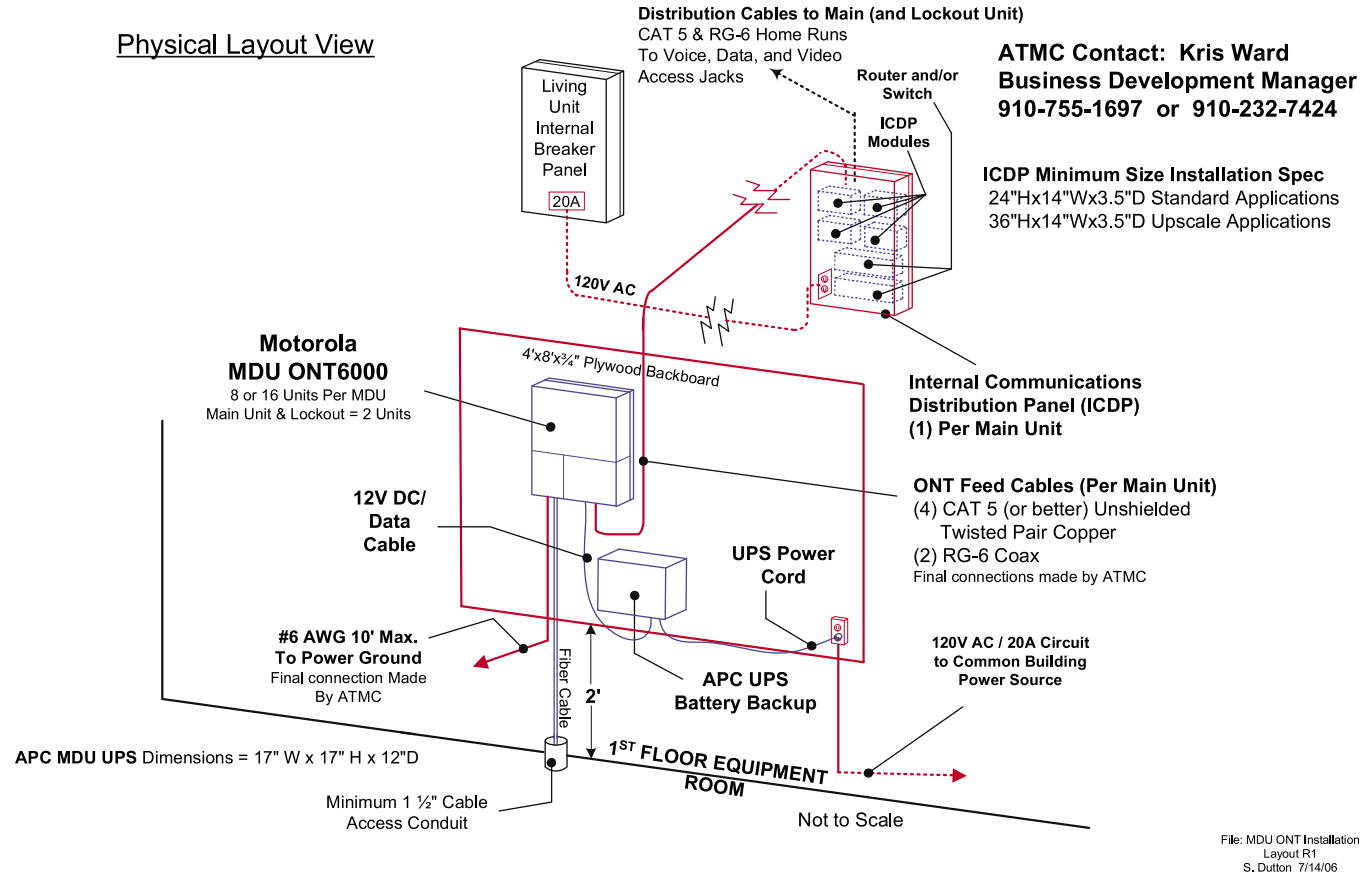 Physical Layout View
Distribution Cables to Main (and Lockout Unit)
CAT 5 & RG-6 Home Runs
To Voice, Data, and Video
Access Jacks
ATMC Contact: Kris Ward
Business Development Manager
910-755-1697 or 910-232-7424
Router and/or
Switch
ICDP
Modules
Living
Unit
Internal
Breaker
Panel
20A
ICDP Minimum Size Installation Spec
24"Hx14"Wx3.5"D Standard Applications
36"Hx14"Wx3.5"D Upscale Applications
120V AC
Motorola
MDU ONT6000
8 or 16 Units Per MDU
Main Unit & Lockout = 2 Units
4'x8'x¾" Plywood Backboard
Internal Communications
Distribution Panel (ICDP)
(1) Per Main Unit
12V DC/
Data
Cable
ONT Feed Cables (Per Main Unit)
(4) CAT 5 (or better) Unshielded
Twisted Pair Copper
(2) RG-6 Coax
Final connections made by ATMC
UPS Power
Cord
#6 AWG 10' Max.
To Power Ground
Final connection Made
By ATMC
Fiber Cable
2'
APC UPS
Battery Backup
120V AC / 20A Circuit
to Common Building
Power Source
APC MDU UPS Dimensions = 17" W x 17" H x 12"D
1ST FLOOR EQUIPMENT
ROOM
Minimum 1 ½" Cable
Access Conduit
Not to Scale
File: MDU ONT Installation
Layout R1
S. Dutton 7/14/06